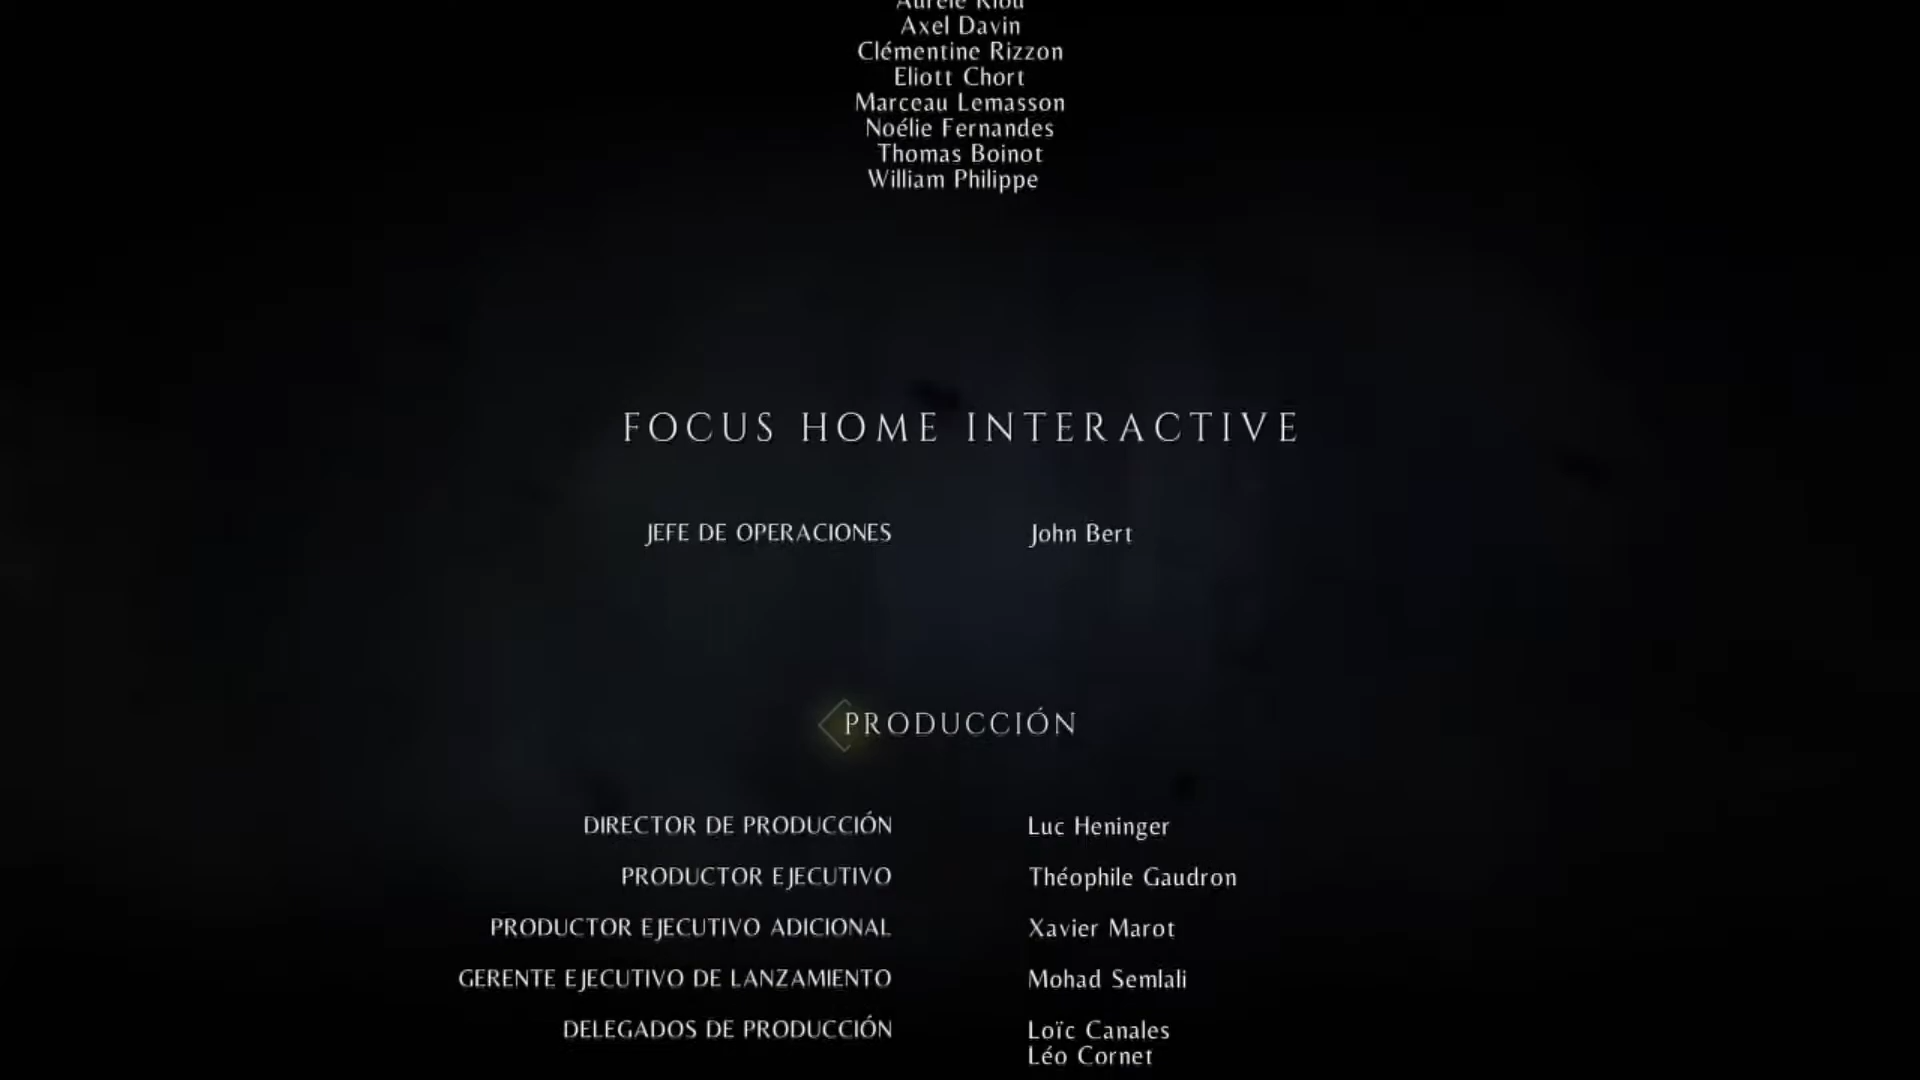 Aurèle Riou
Axel Davin
Clémentine Rizzon
Eliott Chort
Marceau Lemasson
Noélie Fernandes
Thomas Boinot
William Philippe
FOCUS HOME INTERACTIVE
JEFE DE OPERACIONES John Bert
PRODUCCIÓN
DIRECTOR DE PRODUCCIÓN Luc Heninger
PRODUCTOR EJECUTIVO Théophile Gaudron
PRODUCTOR EJECUTIVO ADICIONAL Xavier Marot
GERENTE EJECUTIVO DE LANZAMIENTO Mohad Semlali
DELEGADOS DE PRODUCCIÓN Loïc Canales
Léo Cornet